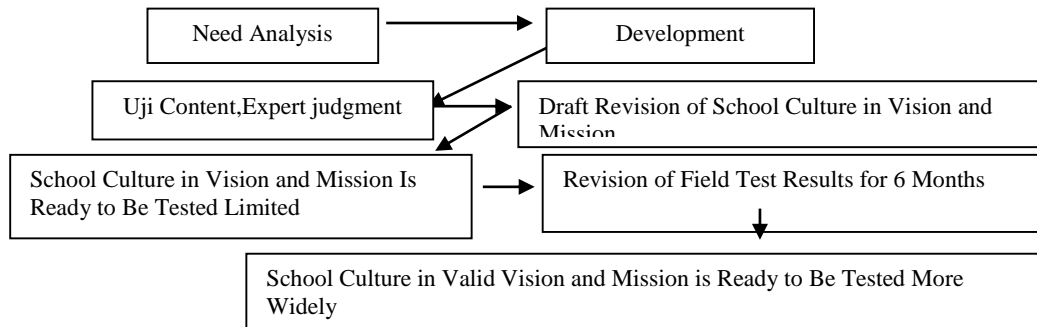 Need Analysis
Development
Uji Content,Expert judgment
Draft Revision of School Culture in Vision and
Mission
School Culture in Vision and Mission Is
Ready to Be Tested Limited
Revision of Field Test Results for 6 Months
School Culture in Valid Vision and Mission is Ready to Be Tested More
Widely